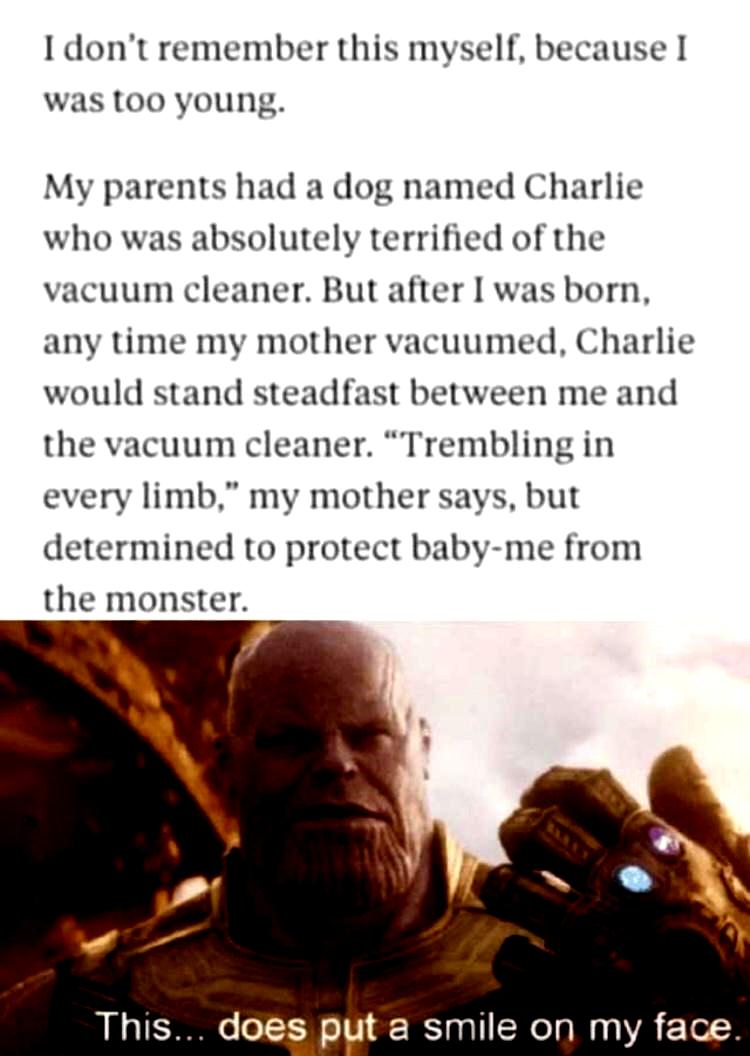 I don’t remember this myself, because I
was too young.
My parents had a dog named Charlie
who was absolutely terrified of the
vacuum cleaner. But after I was born,
any time my mother vacuumed, Charlie
would stand steadfast between me and
the vacuum cleaner. “Trembling in
every limb,” my mother says, but
determined to protect baby-me from
the monster.
This... does put a smile on my face.